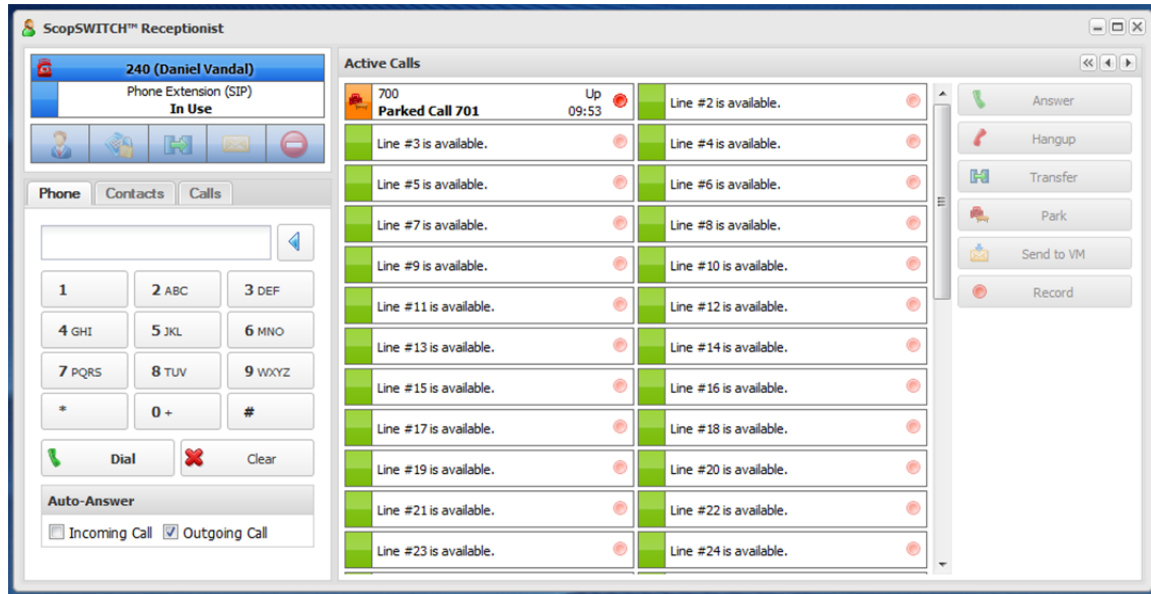 ScopSWITCH™ Receptionist
240 (Daniel Vandal)
Phone Extension (SIP)
In Use
Phone Contacts Calls
1 2 ABC 3 DEF
4 GHI 5 JKL 6 MNO
7 PQRS 8 TUV 9 WXYZ
* 0 + #
Dial Clear
Auto-Answer
Incoming Call Outgoing Call
Active Calls
700 Up
Parked Call 701 09:53
Line #2 is available.
Line #3 is available.
Line #4 is available.
Line #5 is available.
Line #6 is available.
Line #7 is available.
Line #8 is available.
Line #9 is available.
Line #10 is available.
Line #11 is available.
Line #12 is available.
Line #13 is available.
Line #14 is available.
Line #15 is available.
Line #16 is available.
Line #17 is available.
Line #18 is available.
Line #19 is available.
Line #20 is available.
Line #21 is available.
Line #22 is available.
Line #23 is available.
Line #24 is available.
Answer
Hangup
Transfer
Park
Send to VM
Record